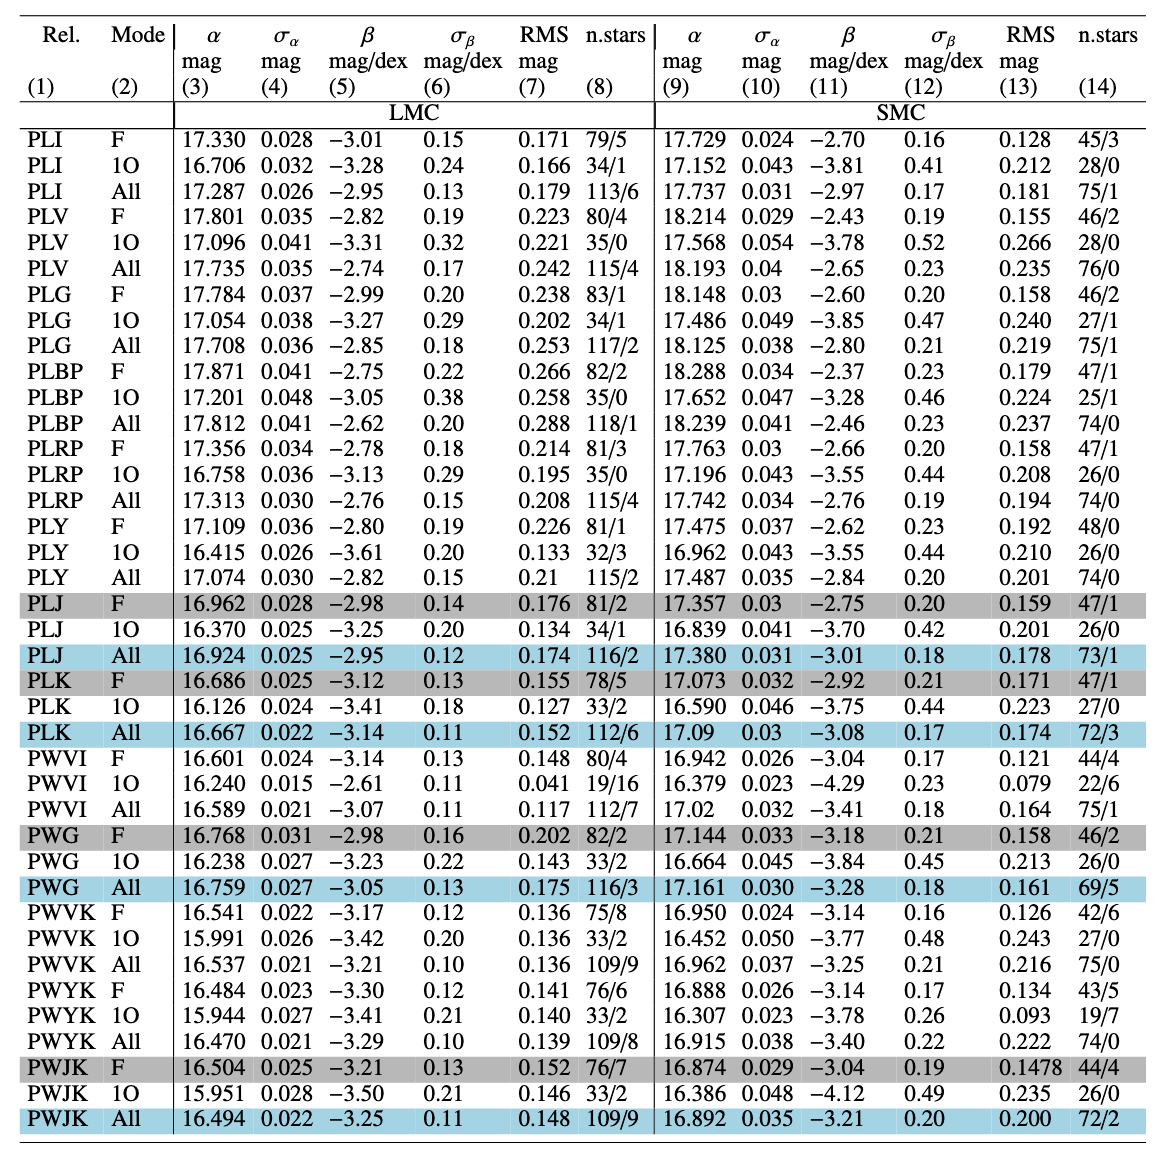 Rel. Mode α σα β σβ RMS n.stars α σα β σβ RMS n.stars
mag mag mag/dex mag/dex mag mag mag mag/dex mag/dex mag
(1) (2) (3) (4) (5) (6) (7) (8) (9) (10) (11) (12) (13) (14)
LMC SMC
PLI F 17.330 0.028 −3.01 0.15 0.171 79/5 17.729 0.024 −2.70 0.16 0.128 45/3
PLI 1O 16.706 0.032 −3.28 0.24 0.166 34/1 17.152 0.043 −3.81 0.41 0.212 28/0
PLI All 17.287 0.026 −2.95 0.13 0.179 113/6 17.737 0.031 −2.97 0.17 0.181 75/1
PLV F 17.801 0.035 −2.82 0.19 0.223 80/4 18.214 0.029 −2.43 0.19 0.155 46/2
PLV 1O 17.096 0.041 −3.31 0.32 0.221 35/0 17.568 0.054 −3.78 0.52 0.266 28/0
PLV All 17.735 0.035 −2.74 0.17 0.242 115/4 18.193 0.04 −2.65 0.23 0.235 76/0
PLG F 17.784 0.037 −2.99 0.20 0.238 83/1 18.148 0.03 −2.60 0.20 0.158 46/2
PLG 1O 17.054 0.038 −3.27 0.29 0.202 34/1 17.486 0.049 −3.85 0.47 0.240 27/1
PLG All 17.708 0.036 −2.85 0.18 0.253 117/2 18.125 0.038 −2.80 0.21 0.219 75/1
PLBP F 17.871 0.041 −2.75 0.22 0.266 82/2 18.288 0.034 −2.37 0.23 0.179 47/1
PLBP 1O 17.201 0.048 −3.05 0.38 0.258 35/0 17.652 0.047 −3.28 0.46 0.224 25/1
PLBP All 17.812 0.041 −2.62 0.20 0.288 118/1 18.239 0.041 −2.46 0.23 0.237 74/0
PLRP F 17.356 0.034 −2.78 0.18 0.214 81/3 17.763 0.03 −2.66 0.20 0.158 47/1
PLRP 1O 16.758 0.036 −3.13 0.29 0.195 35/0 17.196 0.043 −3.55 0.44 0.208 26/0
PLRP All 17.313 0.030 −2.76 0.15 0.208 115/4 17.742 0.034 −2.76 0.19 0.194 74/0
PLY F 17.109 0.036 −2.80 0.19 0.226 81/1 17.475 0.037 −2.62 0.23 0.192 48/0
PLY 1O 16.415 0.026 −3.61 0.20 0.133 32/3 16.962 0.043 −3.55 0.44 0.210 26/0
PLY All 17.074 0.030 −2.82 0.15 0.21 115/2 17.487 0.035 −2.84 0.20 0.201 74/0
PLJ F 16.962 0.028 −2.98 0.14 0.176 81/2 17.357 0.03 −2.75 0.20 0.159 47/1
PLJ 1O 16.370 0.025 −3.25 0.20 0.134 34/1 16.839 0.041 −3.70 0.42 0.201 26/0
PLJ All 16.924 0.025 −2.95 0.12 0.174 116/2 17.380 0.031 −3.01 0.18 0.178 73/1
PLK F 16.686 0.025 −3.12 0.13 0.155 78/5 17.073 0.032 −2.92 0.21 0.171 47/1
PLK 1O 16.126 0.024 −3.41 0.18 0.127 33/2 16.590 0.046 −3.75 0.44 0.223 27/0
PLK All 16.667 0.022 −3.14 0.11 0.152 112/6 17.09 0.03 −3.08 0.17 0.174 72/3
PWVI F 16.601 0.024 −3.14 0.13 0.148 80/4 16.942 0.026 −3.04 0.17 0.121 44/4
PWVI 1O 16.240 0.015 −2.61 0.11 0.041 19/16 16.379 0.023 −4.29 0.23 0.079 22/6
PWVI All 16.589 0.021 −3.07 0.11 0.117 112/7 17.02 0.032 −3.41 0.18 0.164 75/1
PWG F 16.768 0.031 −2.98 0.16 0.202 82/2 17.144 0.033 −3.18 0.21 0.158 46/2
PWG 1O 16.238 0.027 −3.23 0.22 0.143 33/2 16.664 0.045 −3.84 0.45 0.213 26/0
PWG All 16.759 0.027 −3.05 0.13 0.175 116/3 17.161 0.030 −3.28 0.18 0.161 69/5
PWVK F 16.541 0.022 −3.17 0.12 0.136 75/8 16.950 0.024 −3.14 0.16 0.126 42/6
PWVK 1O 15.991 0.026 −3.42 0.20 0.136 33/2 16.452 0.050 −3.77 0.48 0.243 27/0
PWVK All 16.537 0.021 −3.21 0.10 0.136 109/9 16.962 0.037 −3.25 0.21 0.216 75/0
PWYK F 16.484 0.023 −3.30 0.12 0.141 76/6 16.888 0.026 −3.14 0.17 0.134 43/5
PWYK 1O 15.944 0.027 −3.41 0.21 0.140 33/2 16.307 0.023 −3.78 0.26 0.093 19/7
PWYK All 16.470 0.021 −3.29 0.10 0.139 109/8 16.915 0.038 −3.40 0.22 0.222 74/0
PWJK F 16.504 0.025 −3.21 0.13 0.152 76/7 16.874 0.029 −3.04 0.19 0.1478 44/4
PWJK 1O 15.951 0.028 −3.50 0.21 0.146 33/2 16.386 0.048 −4.12 0.49 0.235 26/0
PWJK All 16.494 0.022 −3.25 0.11 0.148 109/9 16.892 0.035 −3.21 0.20 0.200 72/2